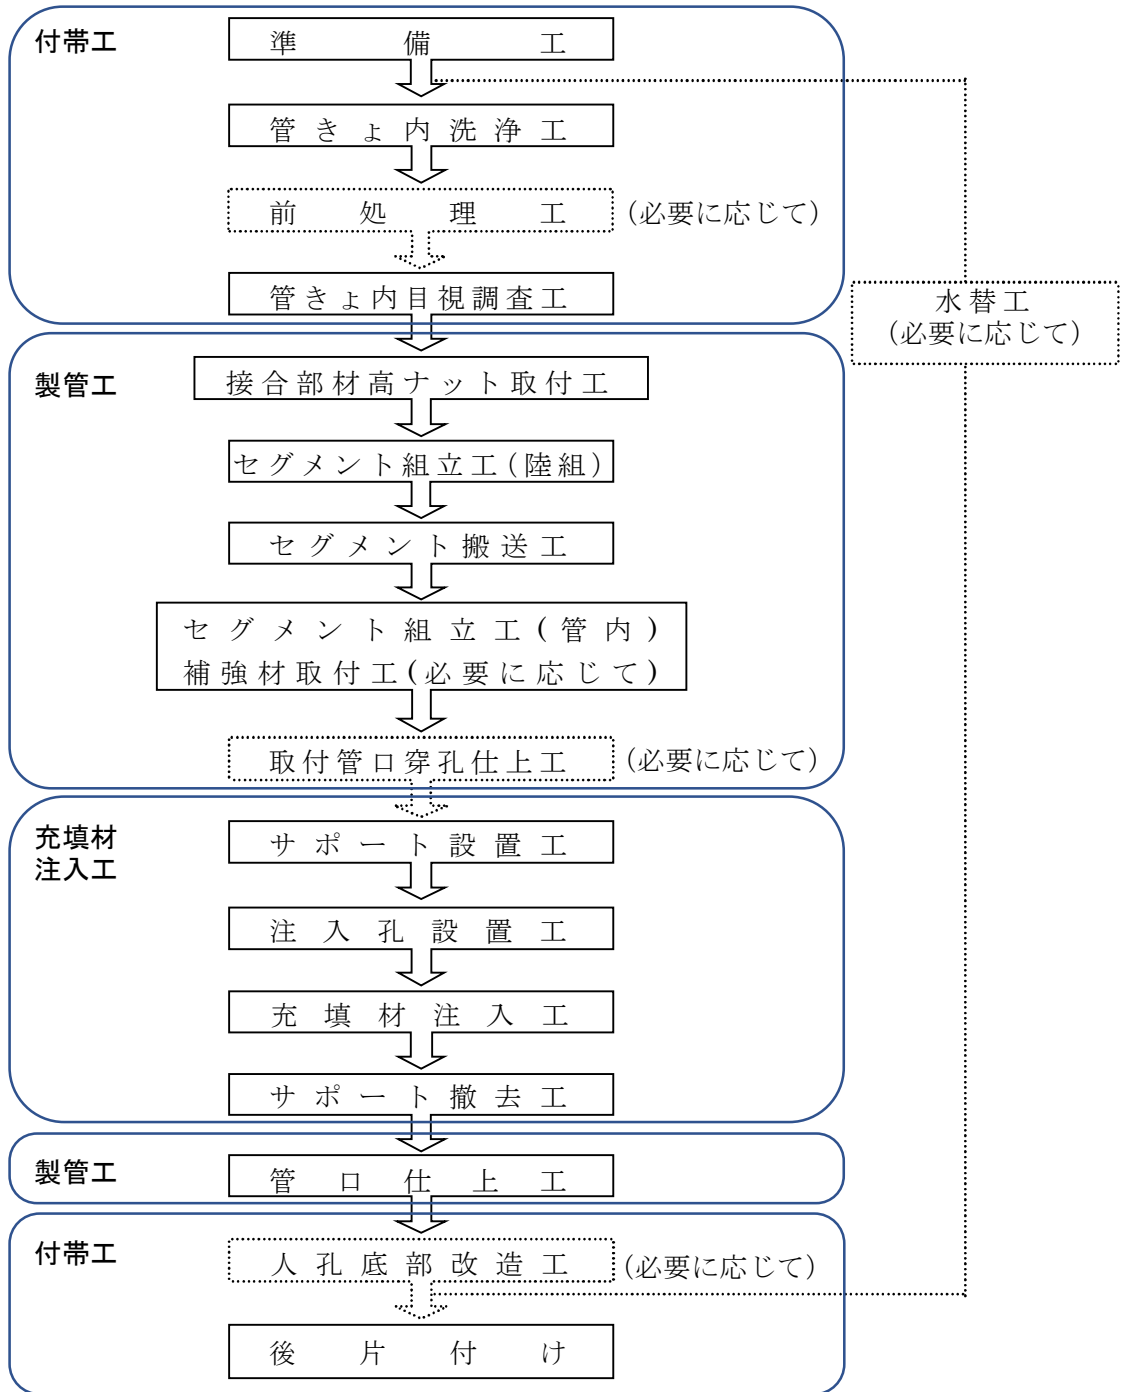 付帯工
準備工
管きょ内洗浄工
前処理工
(必要に応じて)
管きょ内目視調査工
水替工
(必要に応じて)
製管工
接合部材高ナット取付工
セグメント組立工(陸組)
セグメント搬送工
セグメント組立工(管内)
補強材取付工(必要に応じて)
取付管口穿孔仕上工
(必要に応じて)
充填材
注入工
サポート設置工
注入孔設置工
充填材注入工
サポート撤去工
製管工
管口仕上工
付帯工
人孔底部改造工
(必要に応じて)
後片付け